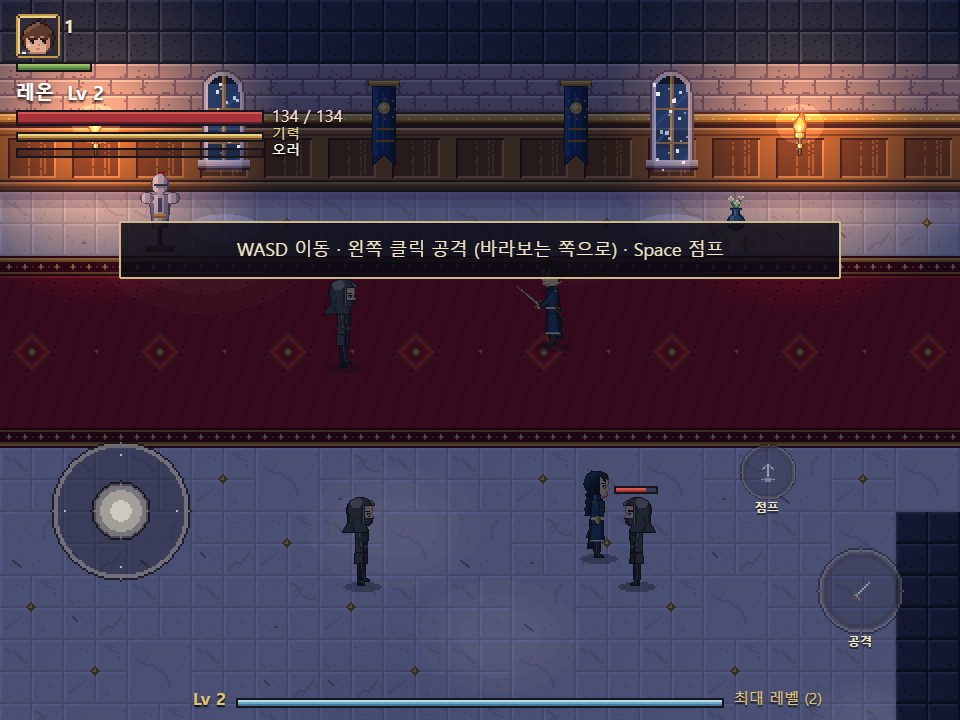 1
레온 Lv 2
134 / 134
기력
오러
WASD 이동 · 왼쪽 클릭 공격 (바라보는 쪽으로) · Space 점프
점프
공격
Lv 2 최대 레벨 (2)